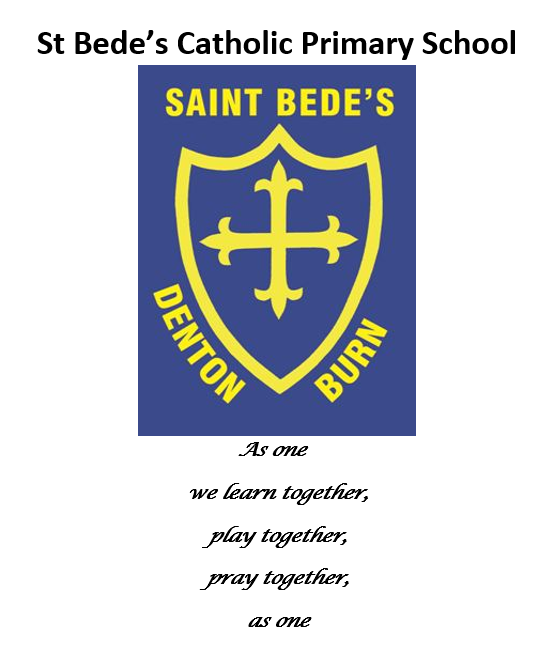 St Bede’s Catholic Primary School
SAINT BEDE’S
DENTON
BURN
As one
we learn together,
play together,
pray together,
as one